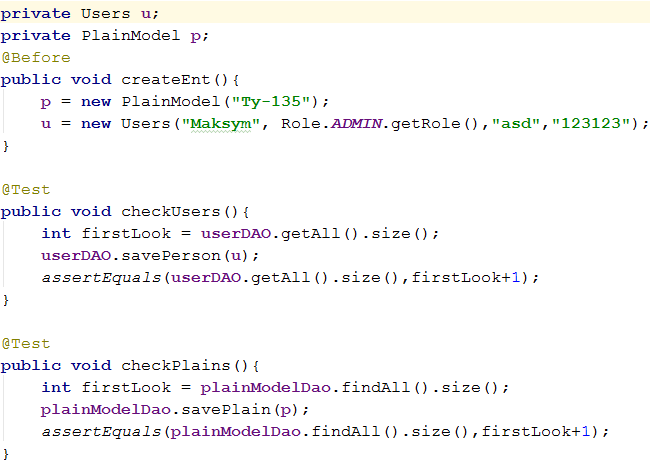 private Users u;
private PlainModel p;
@Before
public void createEnt(){
    p = new PlainModel("Ty-135");
    u = new Users("Maksym", Role.ADMIN.getRole(),"asd","123123");
}

@Test
public void checkUsers(){
    int firstLook = userDAO.getAll().size();
    userDAO.savePerson(u);
    assertEquals(userDAO.getAll().size(),firstLook+1);
}

@Test
public void checkPlains(){
    int firstLook = plainModelDao.findAll().size();
    plainModelDao.savePlain(p);
    assertEquals(plainModelDao.findAll().size(),firstLook+1);
}